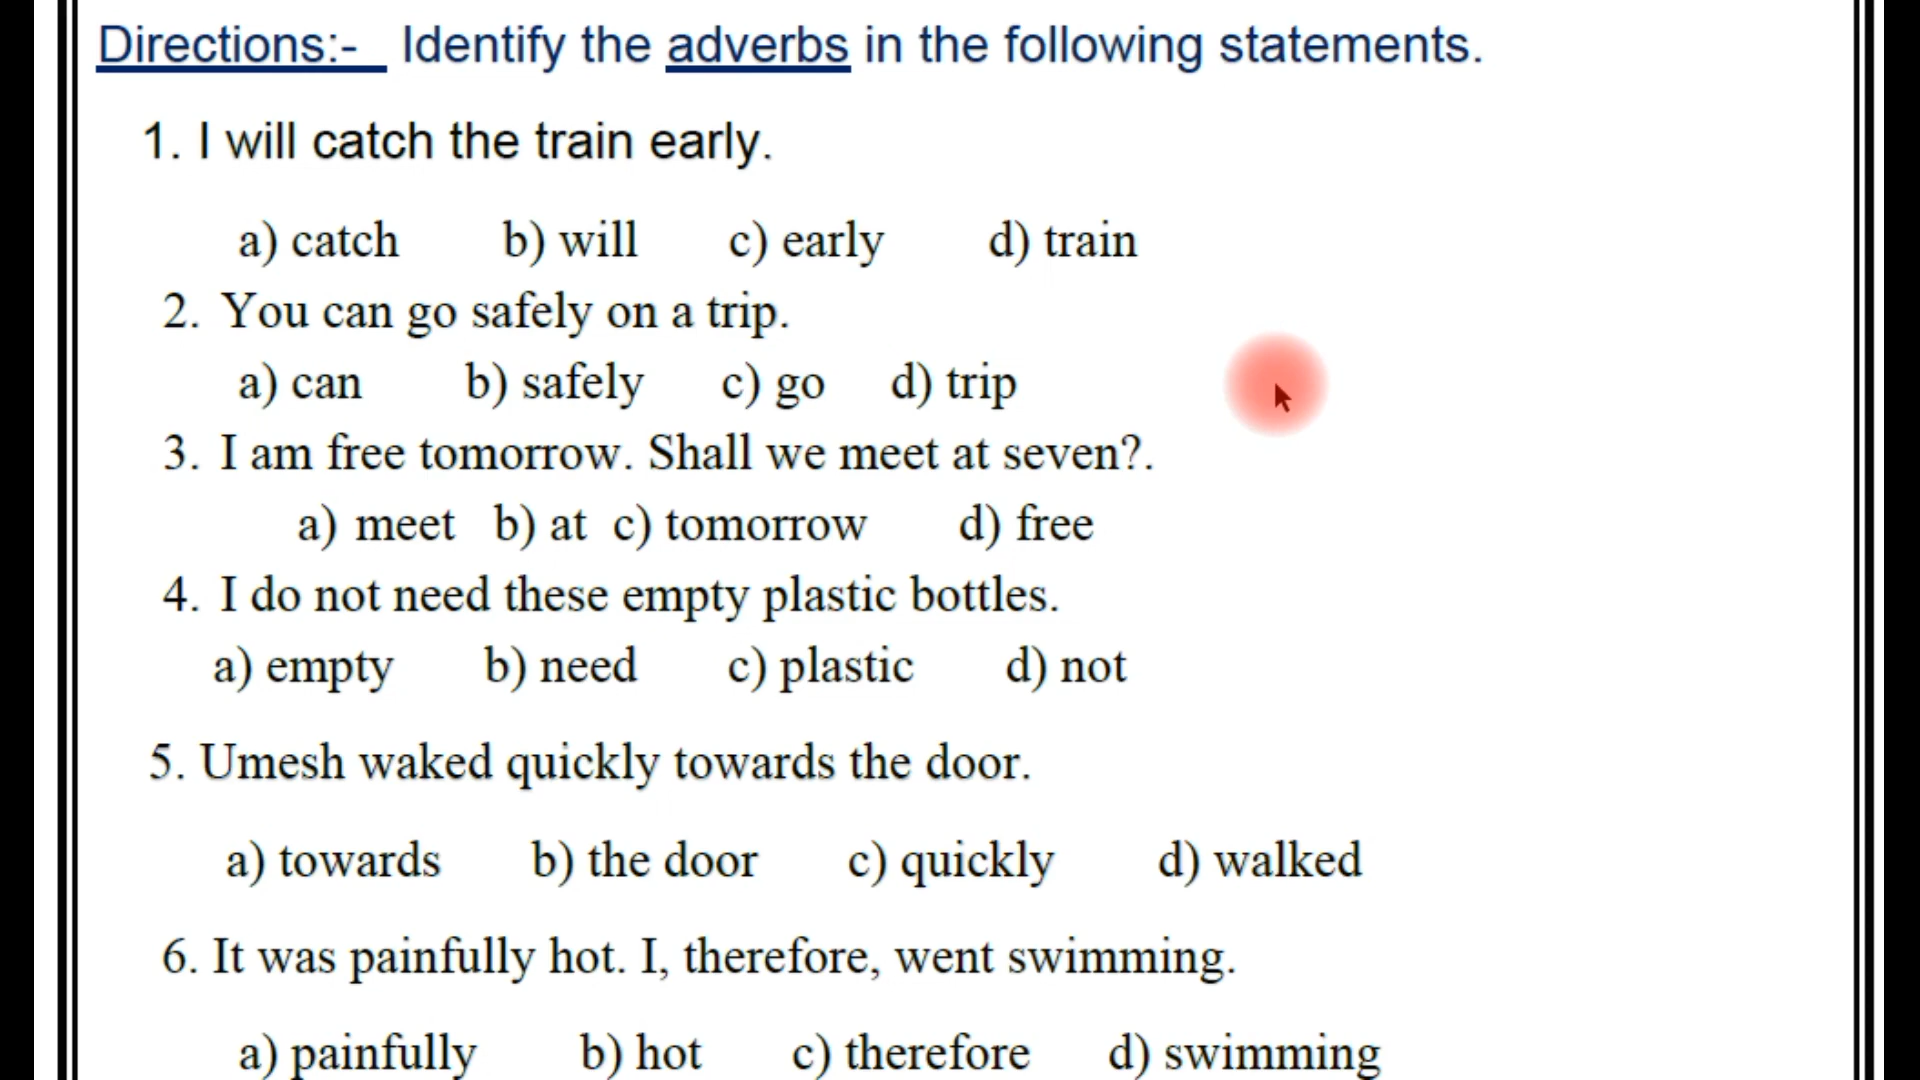 Directions:- Identify the adverbs in the following statements.
1. I will catch the train early.
a) catch b) will c) early d) train
2. You can go safely on a trip.
a) can b) safely c) go d) trip
3. I am free tomorrow. Shall we meet at seven?.
a) meet b) at c) tomorrow d) free
4. I do not need these empty plastic bottles.
a) empty b) need c) plastic d) not
5. Umesh waked quickly towards the door.
a) towards b) the door c) quickly d) walked
6. It was painfully hot. I, therefore, went swimming.
a) painfully b) hot c) therefore d) swimming